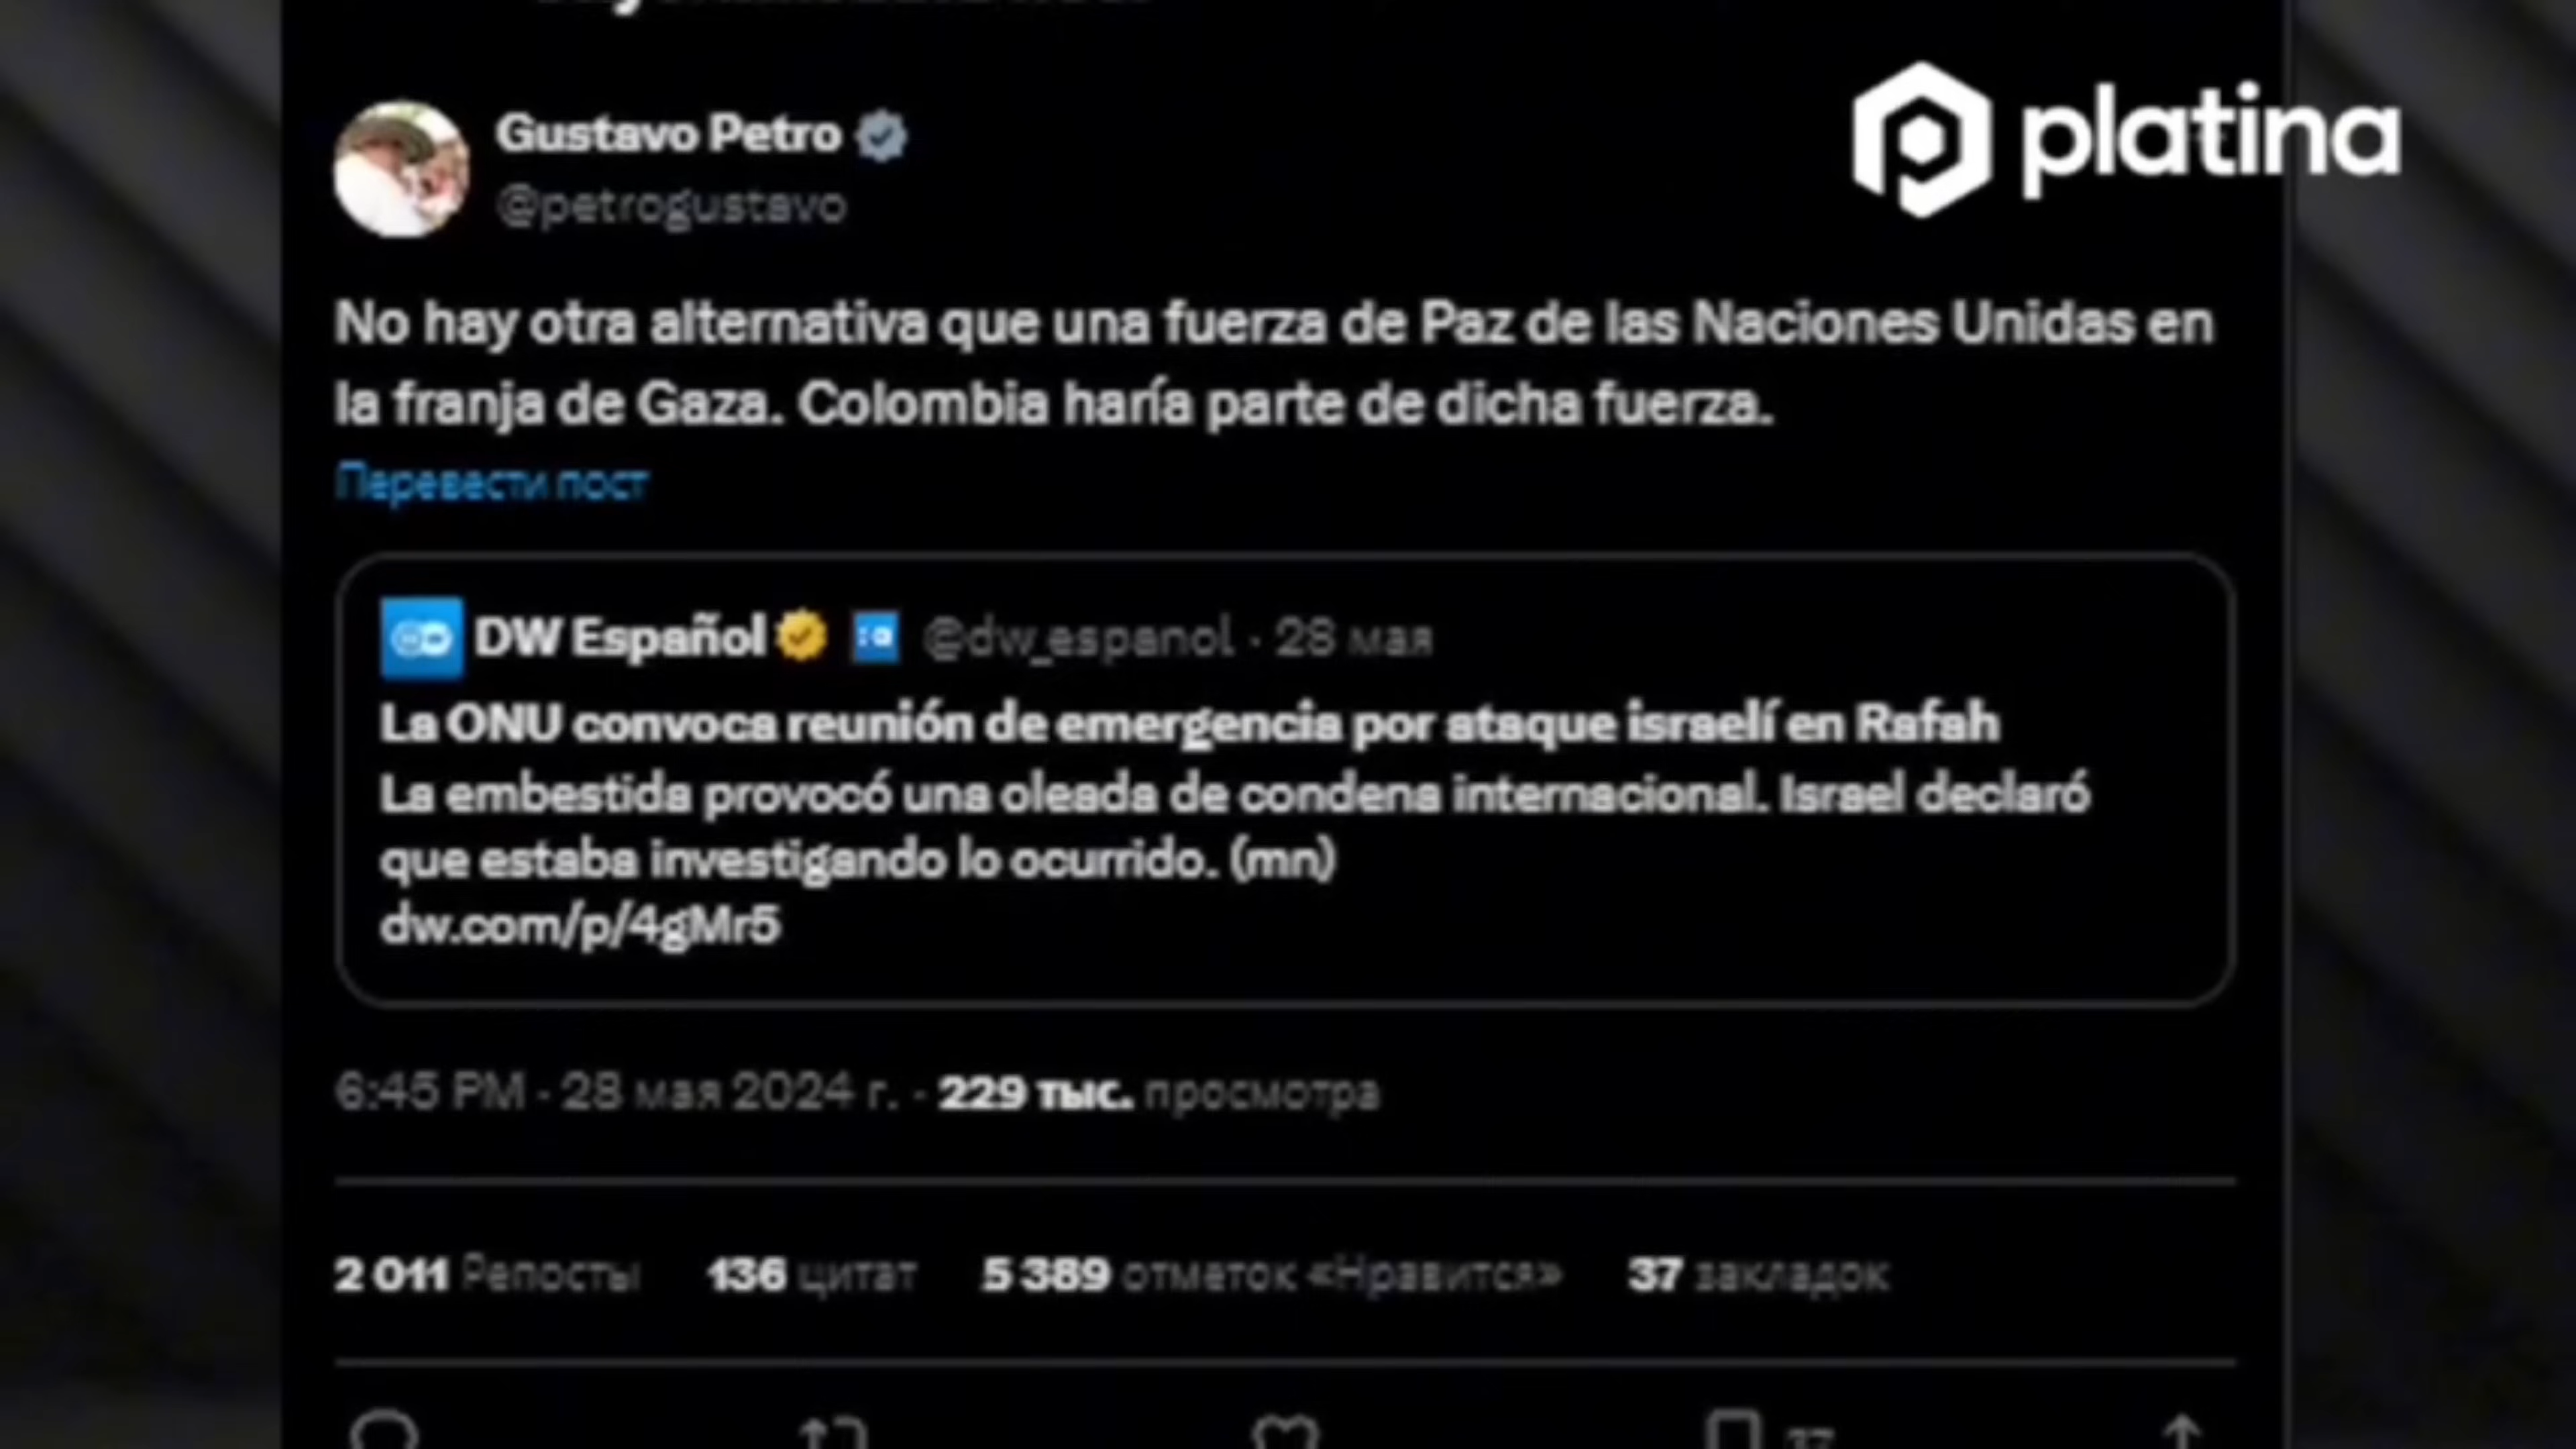 Gustavo Petro
platina
@petrogustavo
No hay otra alternativa que una fuerza de Paz de las Naciones Unidas en
la franja de Gaza. Colombia haría parte de dicha fuerza.
Перевести пост
DW Español @dw_espanol · 28 мая
La ONU convoca reunión de emergencia por ataque israelí en Rafah
La embestida provocó una oleada de condena internacional. Israel declaró
que estaba investigando lo ocurrido. (mn)
dw.com/p/4gMr5
6:45 PM · 28 мая 2024 г. · 229 тыс. просмотра
2 011 Репосты 136 цитат 5 389 отметок «Нравится» 37 закладок
37